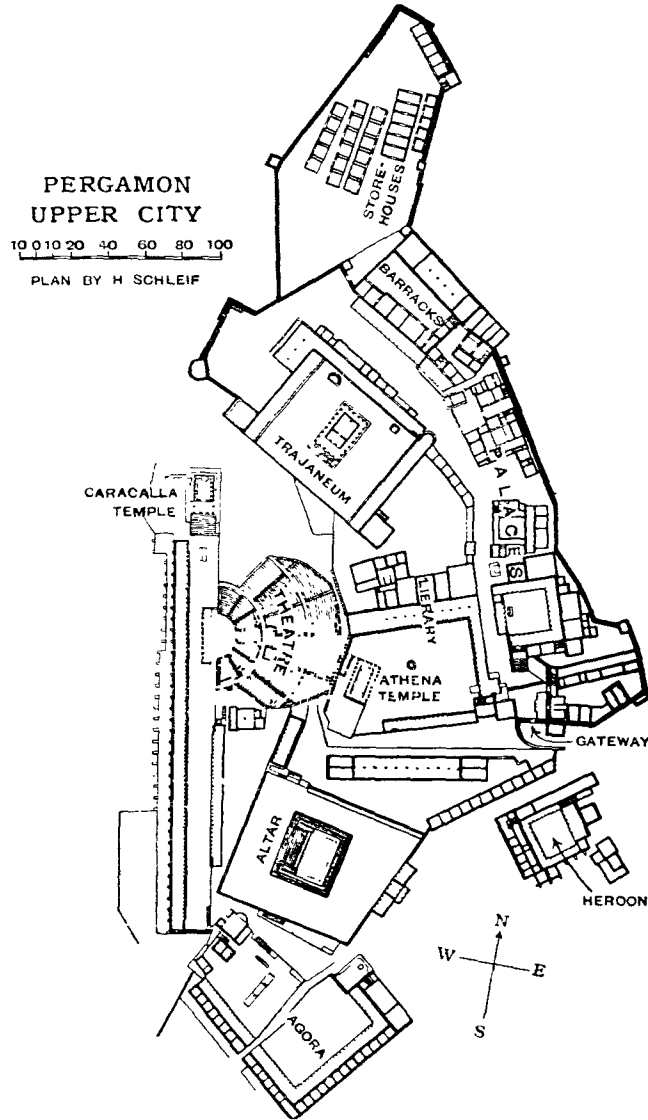 PERGAMON
UPPER CITY
10 0 10 20 40 60 80 100
PLAN BY H SCHLEIF
STORE-
HOUSES
BARRACKS
TRAJANEUM
PALACES
CARACALLA
TEMPLE
THEATRE
LIBRARY
ATHENA
TEMPLE
GATEWAY
ALTAR
HEROON
N
W E
S
AGORA